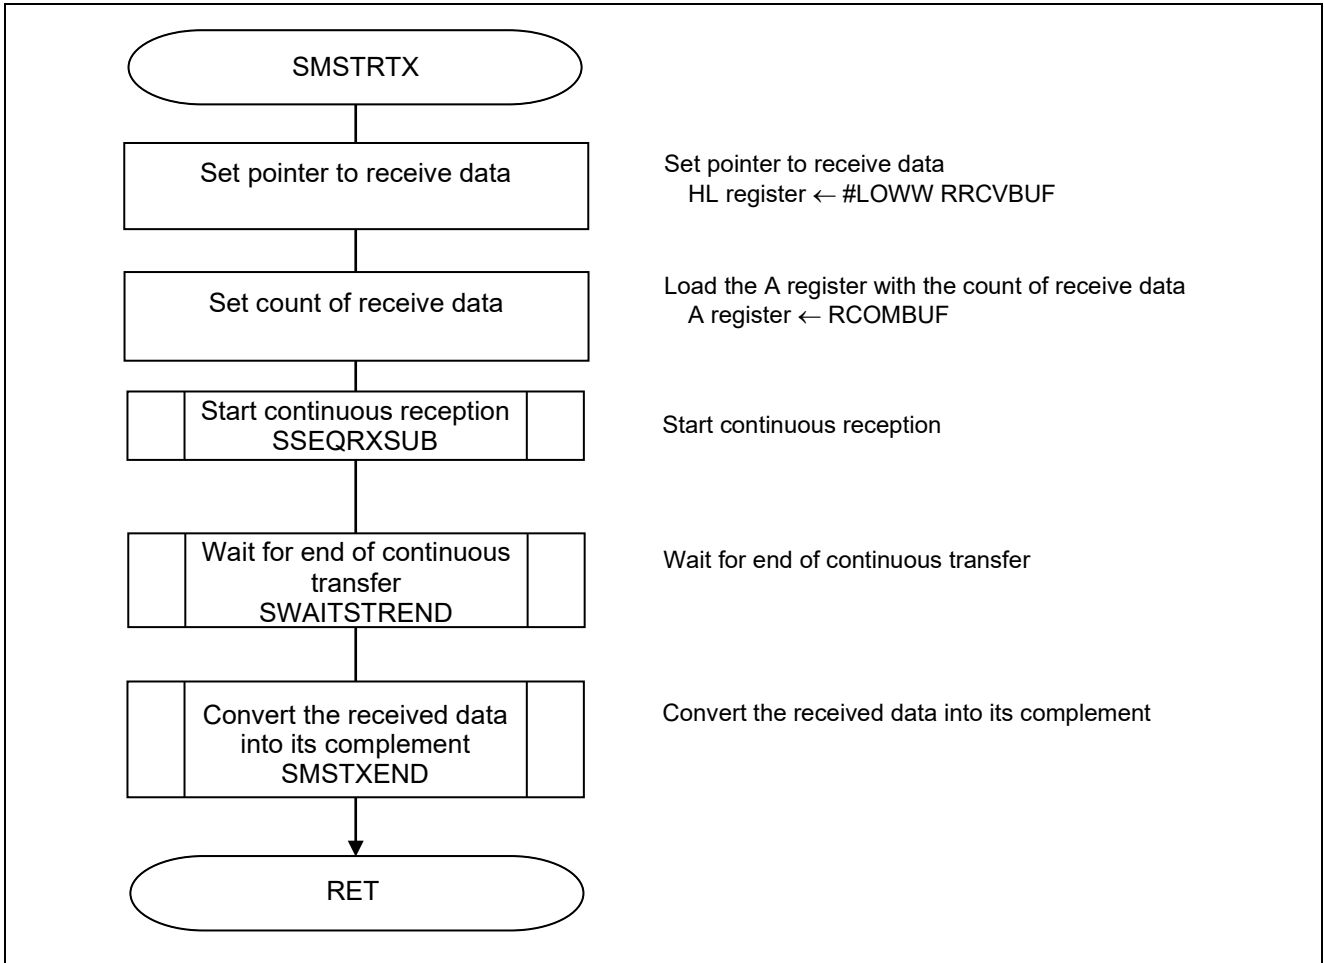 SMSTRTX
Set pointer to receive data
Set pointer to receive data
HL register ← #LOWW RRCVBUF
Set count of receive data
Load the A register with the count of receive data
A register ← RCOMBUF
Start continuous reception
SSEQRXSUB
Start continuous reception
Wait for end of continuous
transfer
SWAITSTREND
Wait for end of continuous transfer
Convert the received data
into its complement
SMSTXEND
Convert the received data into its complement
RET